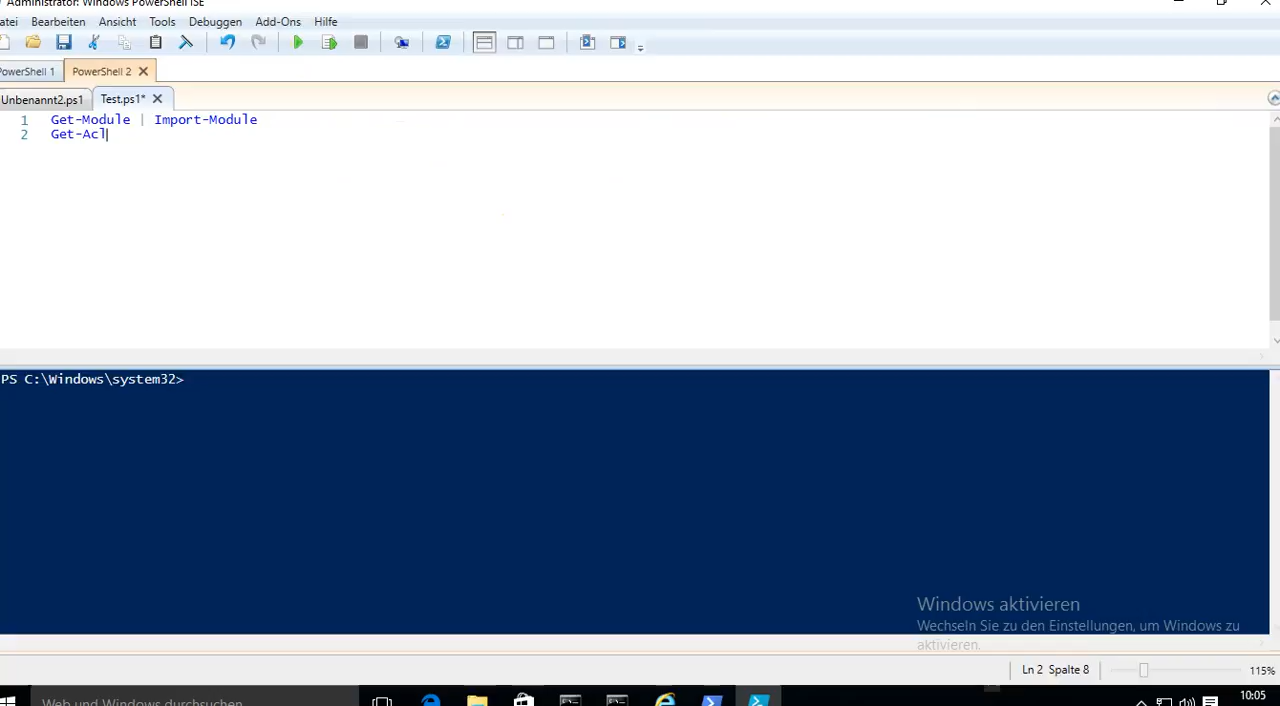 Administrator: Windows PowerShell ISE
atei Bearbeiten Ansicht Tools Debuggen Add-Ons Hilfe
PowerShell 1 PowerShell 2
Unbenannt2.ps1 Test.ps1*
1 Get-Module | Import-Module
2 Get-Acl
PS C:\Windows\system32>
Windows aktivieren
Wechseln Sie zu den Einstellungen, um Windows zu
aktivieren.
Ln 2 Spalte 8 115%
Web und Windows durchsuchen 10:05